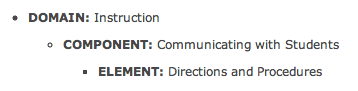 DOMAIN: Instruction
COMPONENT: Communicating with Students
ELEMENT: Directions and Procedures